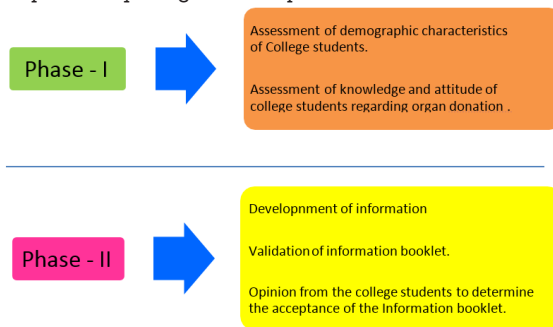 Phase - I
Assessment of demographic characteristics
of College students.
Assessment of knowledge and attitude of
college students regarding organ donation .
Phase - II
Developnment of information
Validation of information booklet.
Opinion from the college students to determine
the acceptance of the Information booklet.